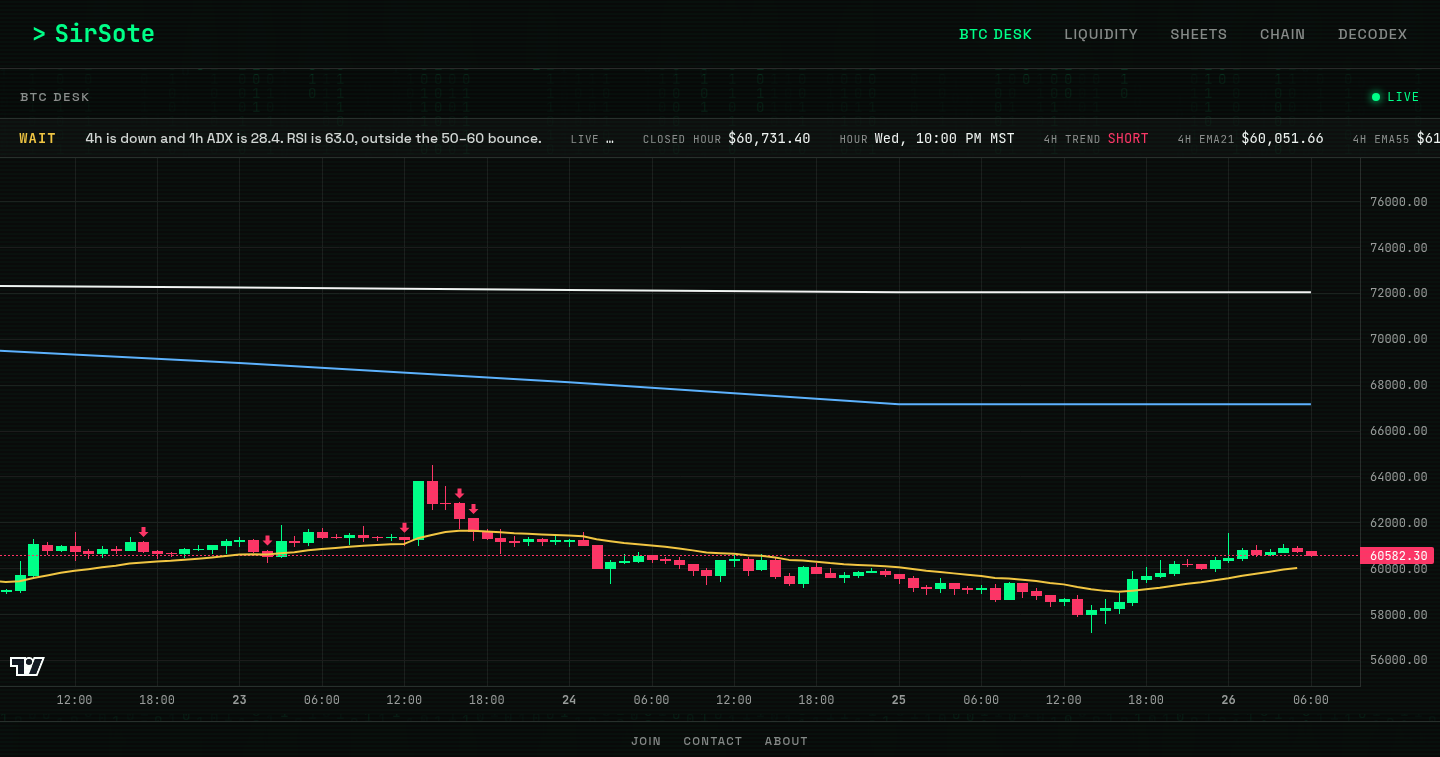 > SirSote
BTC DESK LIQUIDITY SHEETS CHAIN DECODEX
BTC DESK
LIVE
WAIT 4h is down and 1h ADX is 28.4. RSI is 63.0, outside the 50–60 bounce. LIVE … CLOSED HOUR $60,731.40 HOUR Wed, 10:00 PM MST 4H TREND SHORT 4H EMA21 $60,051.66 4H EMA55 $61
76000.00
74000.00
72000.00
70000.00
68000.00
66000.00
64000.00
62000.00
60582.30
60000.00
58000.00
56000.00
12:00 18:00 23 06:00 12:00 18:00 24 06:00 12:00 18:00 25 06:00 12:00 18:00 26 06:00
JOIN CONTACT ABOUT